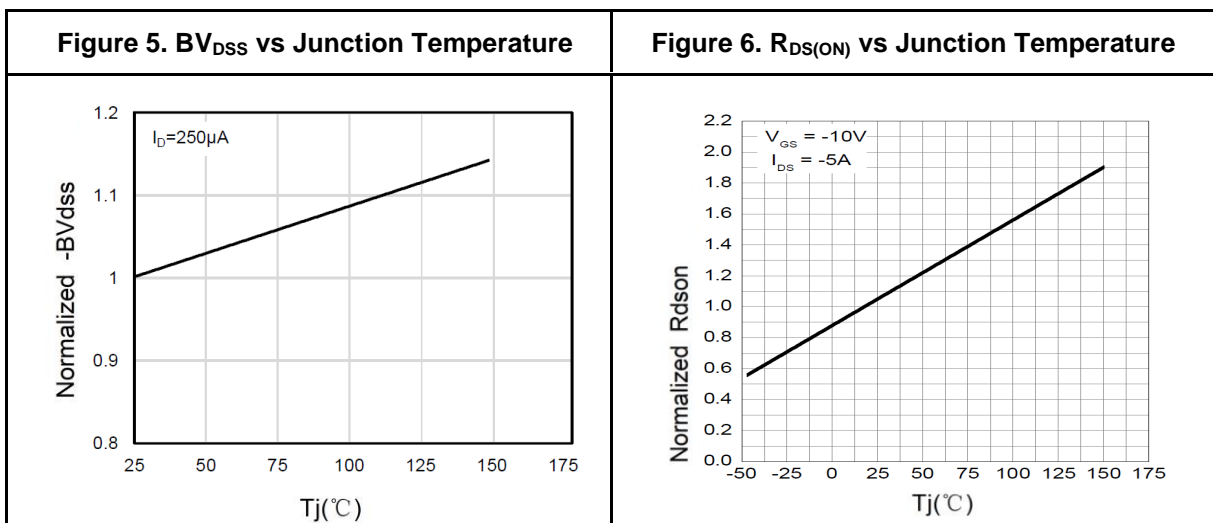 Figure 5. BVDSS vs Junction Temperature
Figure 6. RDS(ON) vs Junction Temperature
ID=250μA
Normalized -BVdss
1.2
1.1
1
0.9
0.8
25 50 75 100 125 150 175
Tj(℃)
VGS = -10V
IDS = -5A
Normalized Rdson
2.2
2.0
1.8
1.6
1.4
1.2
1.0
0.8
0.6
0.4
0.2
0.0
-50 -25 0 25 50 75 100 125 150 175
Tj(℃)